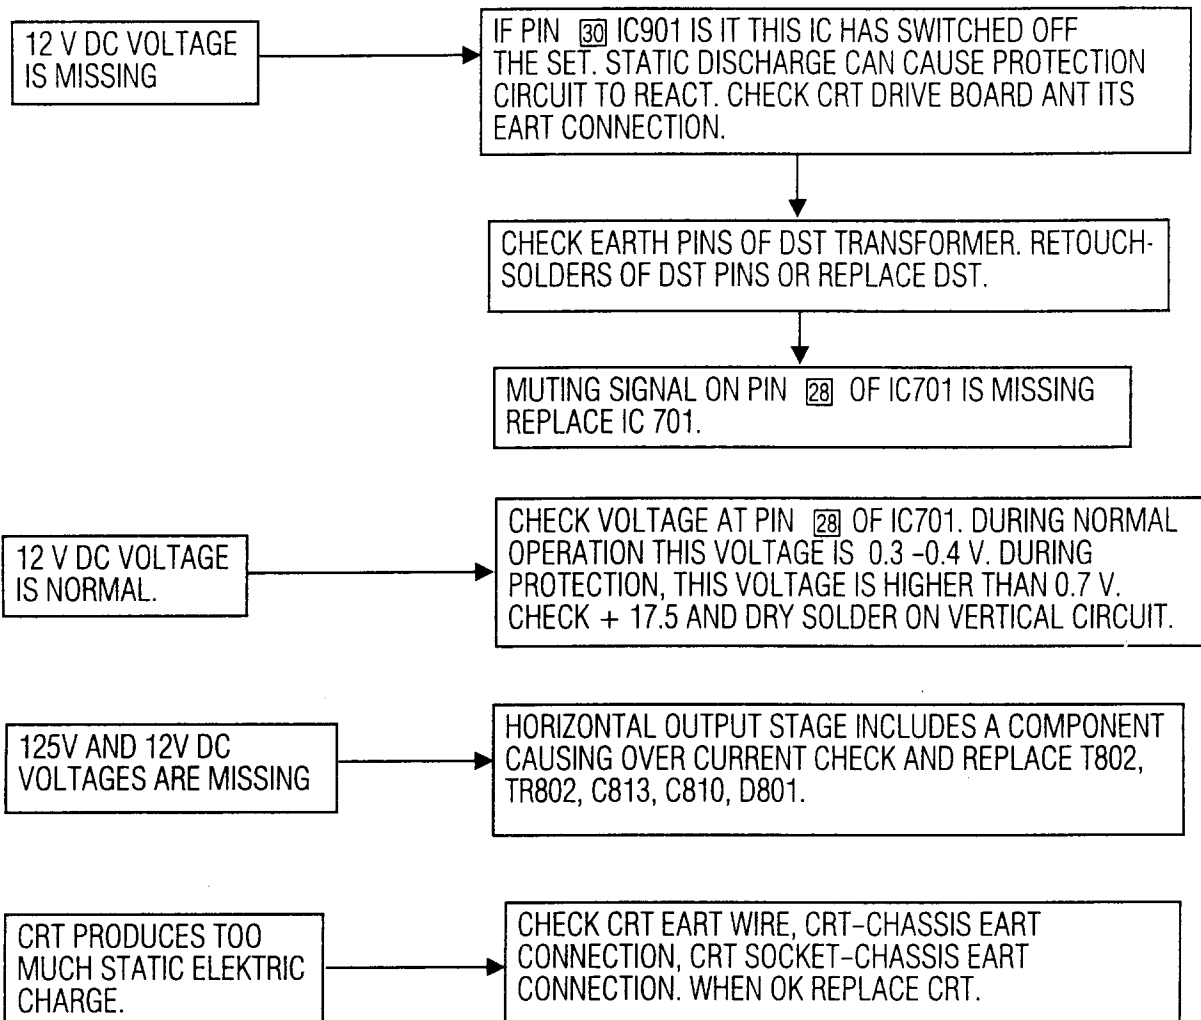 12 V DC VOLTAGE
IS MISSING
IF PIN 30 IC901 IS IT THIS IC HAS SWITCHED OFF
THE SET. STATIC DISCHARGE CAN CAUSE PROTECTION
CIRCUIT TO REACT. CHECK CRT DRIVE BOARD ANT ITS
EART CONNECTION.
CHECK EARTH PINS OF DST TRANSFORMER. RETOUCH-
SOLDERS OF DST PINS OR REPLACE DST.
MUTING SIGNAL ON PIN 28 OF IC701 IS MISSING
REPLACE IC 701.
12 V DC VOLTAGE
IS NORMAL.
CHECK VOLTAGE AT PIN 28 OF IC701. DURING NORMAL
OPERATION THIS VOLTAGE IS 0.3 –0.4 V. DURING
PROTECTION, THIS VOLTAGE IS HIGHER THAN 0.7 V.
CHECK + 17.5 AND DRY SOLDER ON VERTICAL CIRCUIT.
125V AND 12V DC
VOLTAGES ARE MISSING
HORIZONTAL OUTPUT STAGE INCLUDES A COMPONENT
CAUSING OVER CURRENT CHECK AND REPLACE T802,
TR802, C813, C810, D801.
CRT PRODUCES TOO
MUCH STATIC ELEKTRIC
CHARGE.
CHECK CRT EART WIRE, CRT–CHASSIS EART
CONNECTION, CRT SOCKET–CHASSIS EART
CONNECTION. WHEN OK REPLACE CRT.